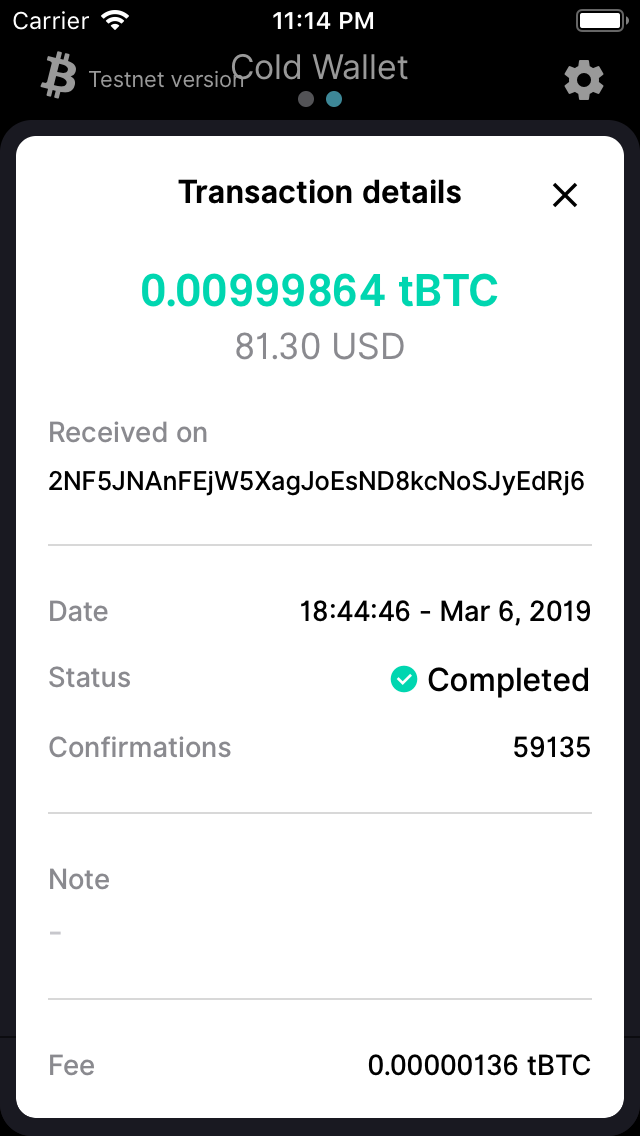 Carrier 11:14 PM
Testnet version Cold Wallet
Transaction details
0.00999864 tBTC
81.30 USD
Received on
2NF5JNAnFEjW5XagJoEsND8kcNoSJyEdRj6
Date 18:44:46 - Mar 6, 2019
Status Completed
Confirmations 59135
Note
-
Fee 0.00000136 tBTC